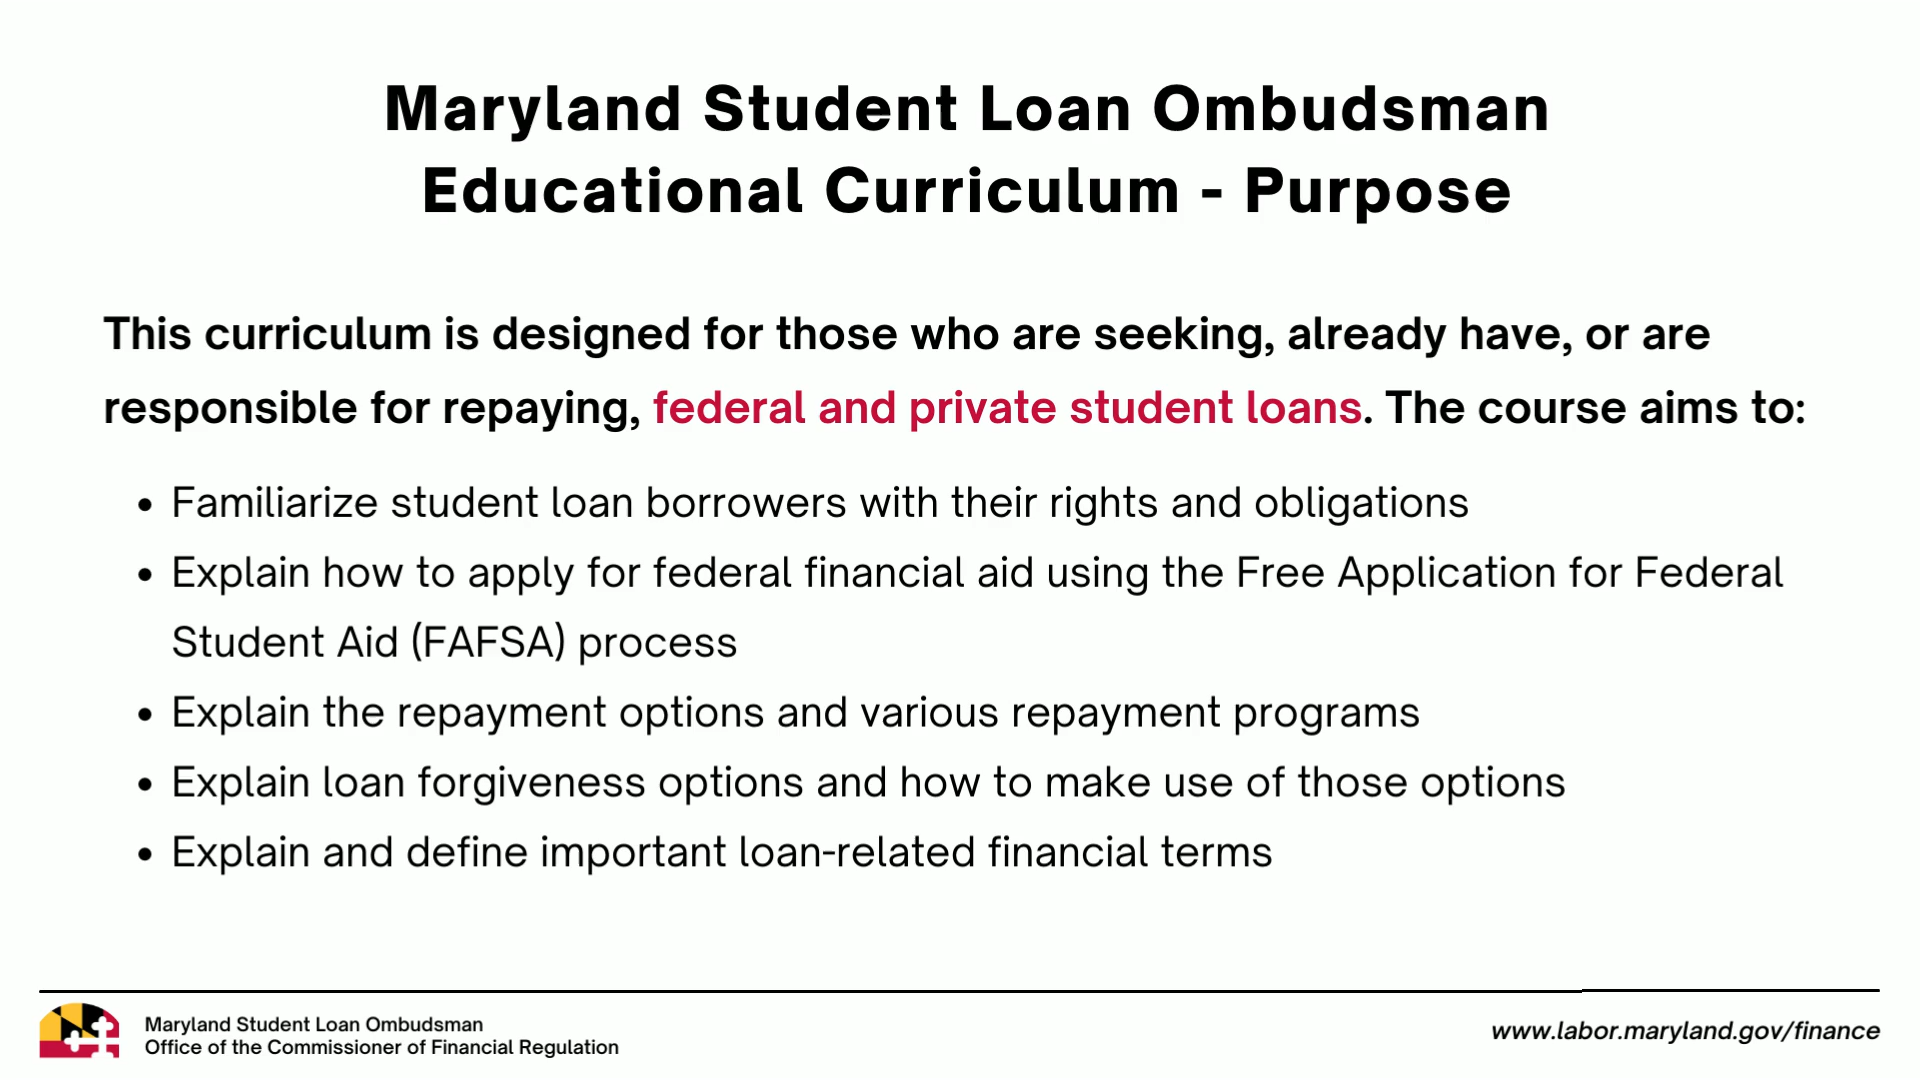 Maryland Student Loan Ombudsman
Educational Curriculum - Purpose
This curriculum is designed for those who are seeking, already have, or are
responsible for repaying, federal and private student loans. The course aims to:
• Familiarize student loan borrowers with their rights and obligations
• Explain how to apply for federal financial aid using the Free Application for Federal
Student Aid (FAFSA) process
• Explain the repayment options and various repayment programs
• Explain loan forgiveness options and how to make use of those options
• Explain and define important loan-related financial terms
Maryland Student Loan Ombudsman
Office of the Commissioner of Financial Regulation
www.labor.maryland.gov/finance